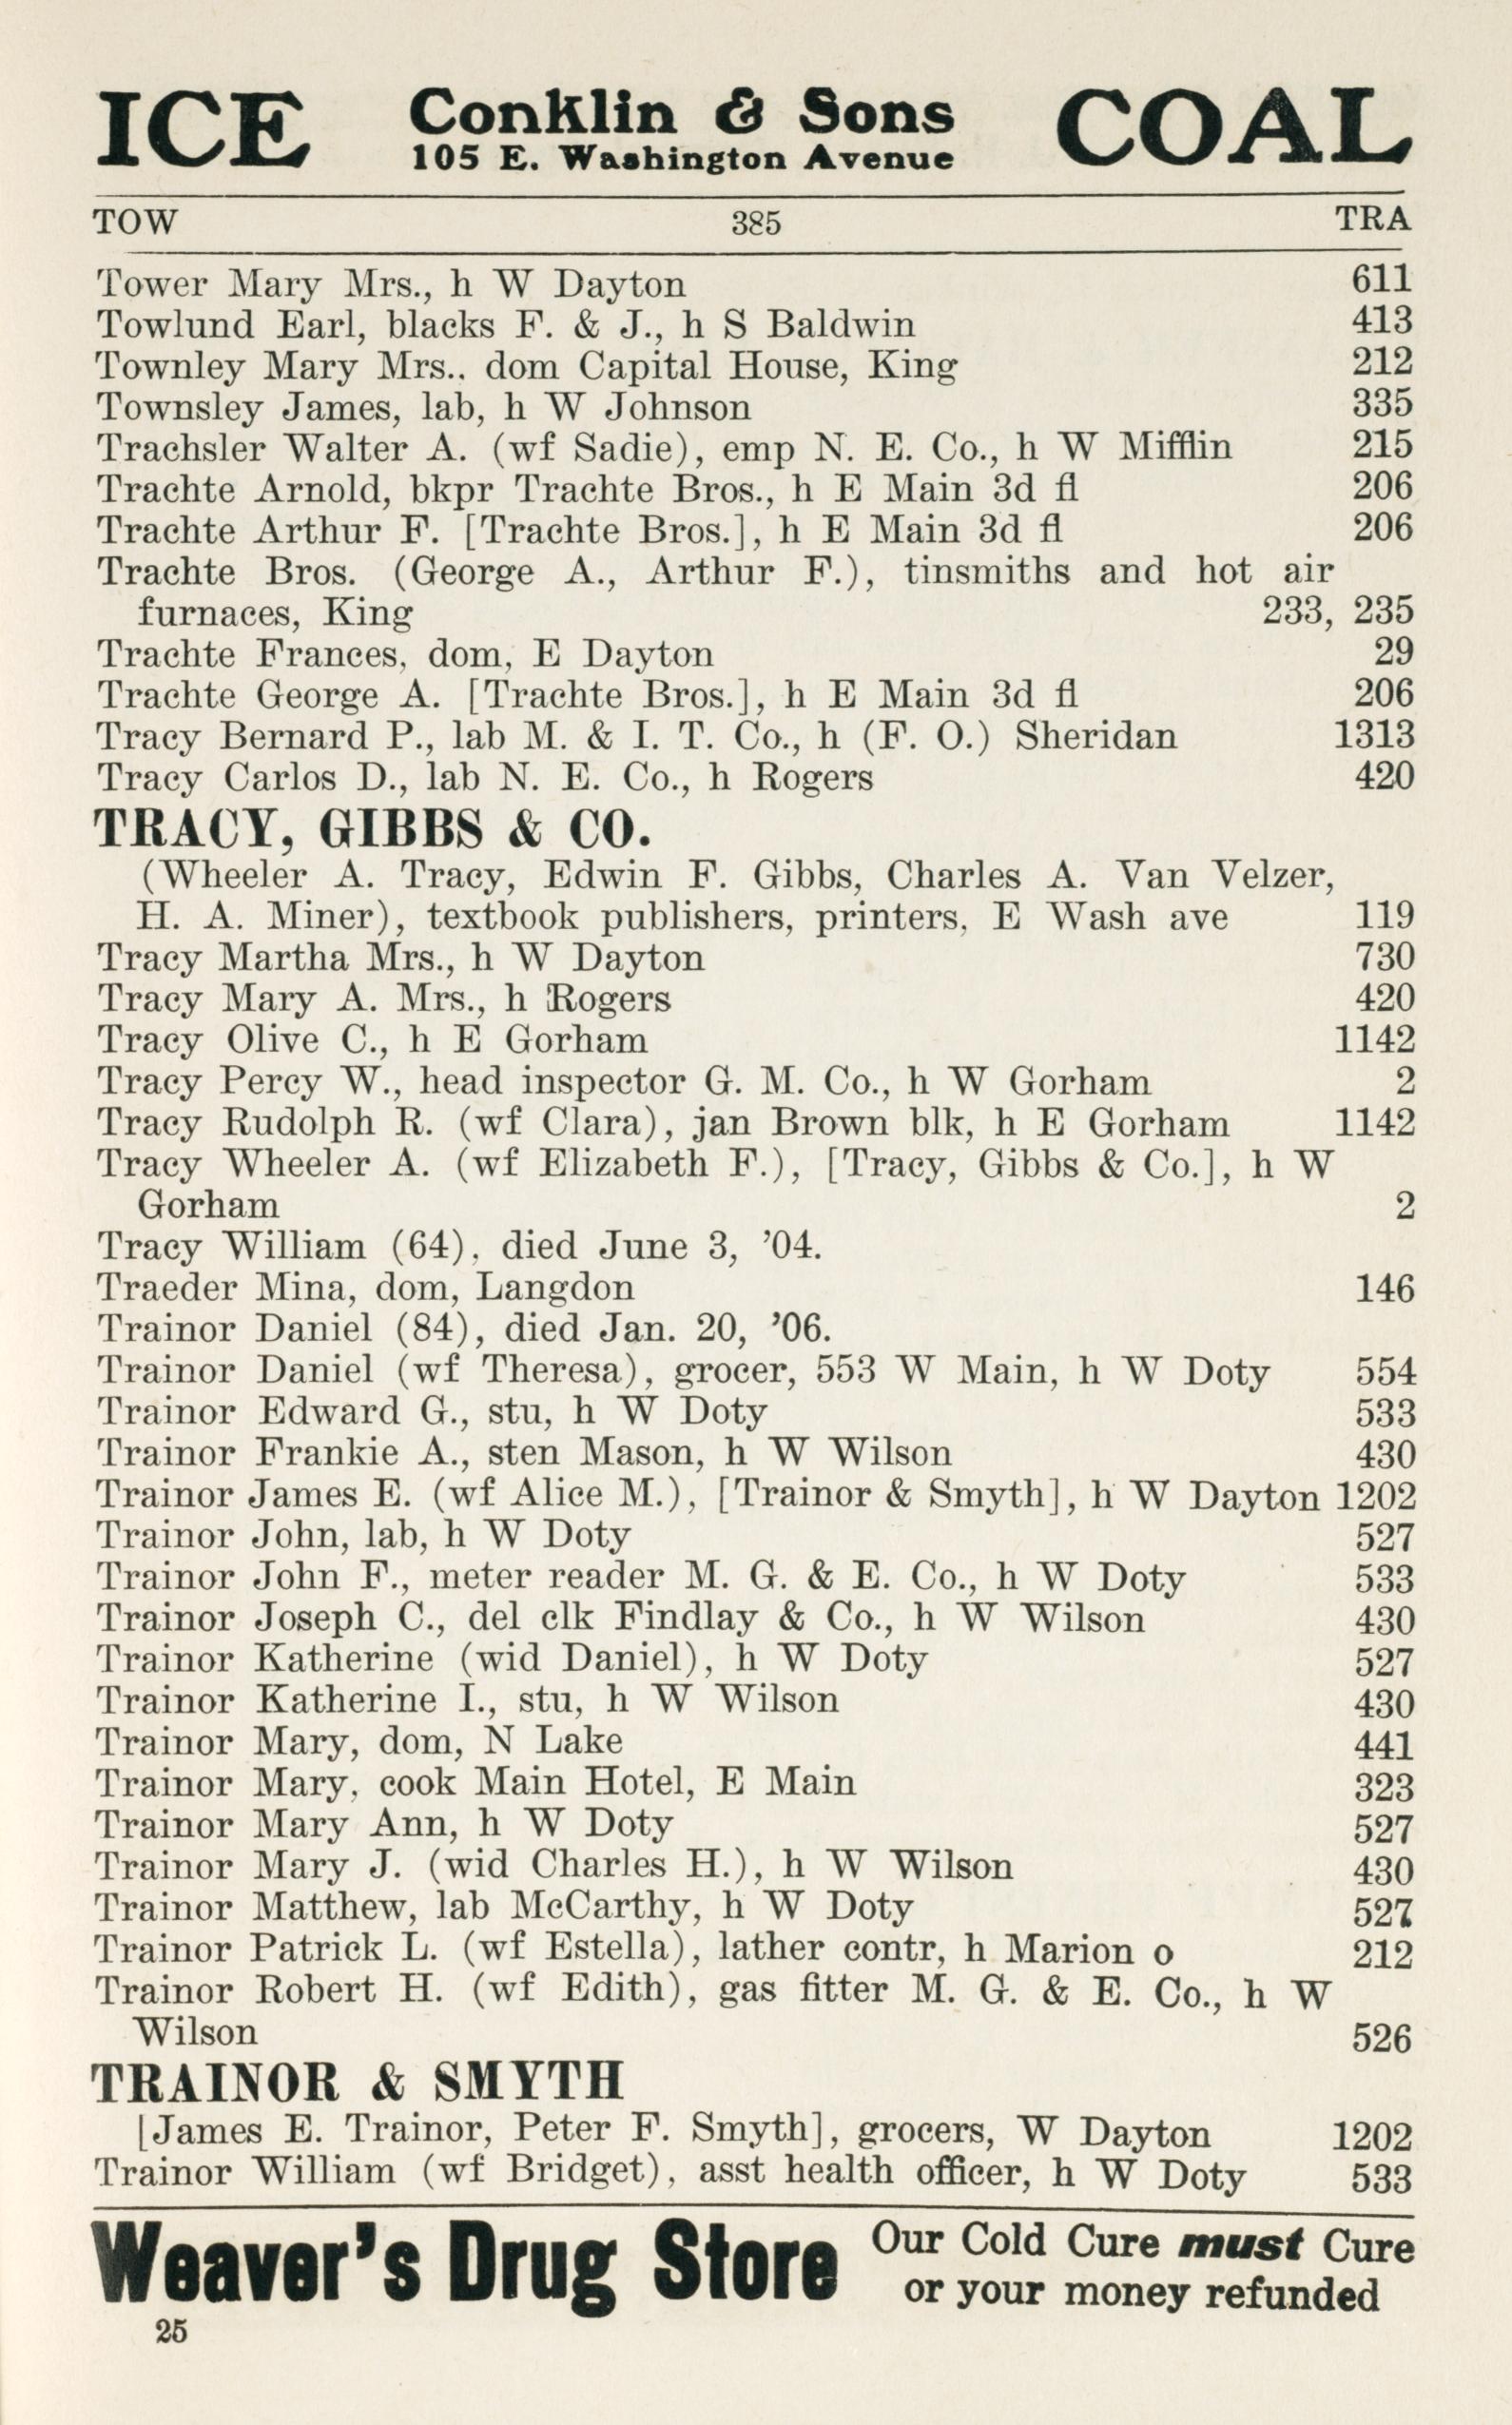 ICE Conklin & Sons COAL
105 E. Washington Avenue
TOW 385 TRA
Tower Mary Mrs., h W Dayton 611
Towlund Earl, blacks F. & J., h S Baldwin 413
Townley Mary Mrs.. dom Capital House, King 212
Townsley James, lab, h W Johnson 335
Trachsler Walter A. (wf Sadie), emp N. E. Co., h W Mifflin 215
Trachte Arnold, bkpr Trachte Bros., h E Main 3d fl 206
Trachte Arthur F. [Trachte Bros.], h E Main 3d fl 206
Trachte Bros. (George A., Arthur F.), tinsmiths and hot air
furnaces, King 233, 235
Trachte Frances, dom, E Dayton 29
Trachte George A. [Trachte Bros.], h E Main 3d fl 206
Tracy Bernard P., lab M. & I. T. Co., h (F. O.) Sheridan 1313
Tracy Carlos D., lab N. E. Co., h Rogers 420
TRACY, GIBBS & CO.
(Wheeler A. Tracy, Edwin F. Gibbs, Charles A. Van Velzer,
H. A. Miner), textbook publishers, printers, E Wash ave 119
Tracy Martha Mrs., h W Dayton 730
Tracy Mary A. Mrs., h Rogers 420
Tracy Olive C., h E Gorham 1142
Tracy Percy W., head inspector G. M. Co., h W Gorham 2
Tracy Rudolph R. (wf Clara), jan Brown blk, h E Gorham 1142
Tracy Wheeler A. (wf Elizabeth F.), [Tracy, Gibbs & Co.], h W
Gorham 2
Tracy William (64), died June 3, '04.
Traeder Mina, dom, Langdon 146
Trainor Daniel (84), died Jan. 20, '06.
Trainor Daniel (wf Theresa), grocer, 553 W Main, h W Doty 554
Trainor Edward G., stu, h W Doty 533
Trainor Frankie A., sten Mason, h W Wilson 430
Trainor James E. (wf Alice M.), [Trainor & Smyth], h W Dayton 1202
Trainor John, lab, h W Doty 527
Trainor John F., meter reader M. G. & E. Co., h W Doty 533
Trainor Joseph C., del clk Findlay & Co., h W Wilson 430
Trainor Katherine (wid Daniel), h W Doty 527
Trainor Katherine I., stu, h W Wilson 430
Trainor Mary, dom, N Lake 441
Trainor Mary, cook Main Hotel, E Main 323
Trainor Mary Ann, h W Doty 527
Trainor Mary J. (wid Charles H.), h W Wilson 430
Trainor Matthew, lab McCarthy, h W Doty 527
Trainor Patrick L. (wf Estella), lather contr, h Marion o 212
Trainor Robert H. (wf Edith), gas fitter M. G. & E. Co., h W
Wilson 526
TRAINOR & SMYTH
[James E. Trainor, Peter F. Smyth], grocers, W Dayton 1202
Trainor William (wf Bridget), asst health officer, h W Doty 533
Weaver's Drug Store Our Cold Cure must Cure
or your money refunded
25